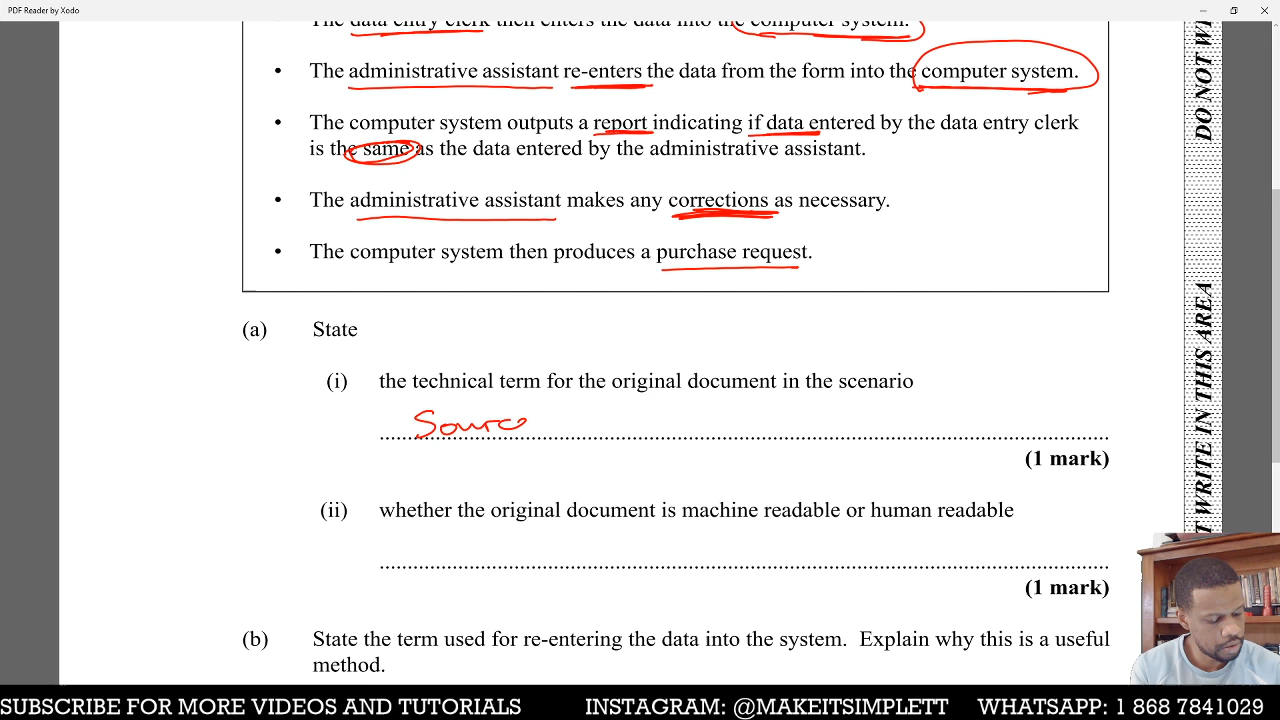 PDF Reader by Xodo
The data entry clerk then enters the data into the computer system.
• The administrative assistant re-enters the data from the form into the computer system.
• The computer system outputs a report indicating if data entered by the data entry clerk
is the same as the data entered by the administrative assistant.
• The administrative assistant makes any corrections as necessary.
• The computer system then produces a purchase request.
(a) State
(i) the technical term for the original document in the scenario
Source
(1 mark)
(ii) whether the original document is machine readable or human readable
(1 mark)
(b) State the term used for re-entering the data into the system. Explain why this is a useful
method.
DO NOT
WRITE IN THIS AREA
SUBSCRIBE FOR MORE VIDEOS AND TUTORIALS INSTAGRAM: @MAKEITSIMPLETT WHATSAPP: 1 868 7841029